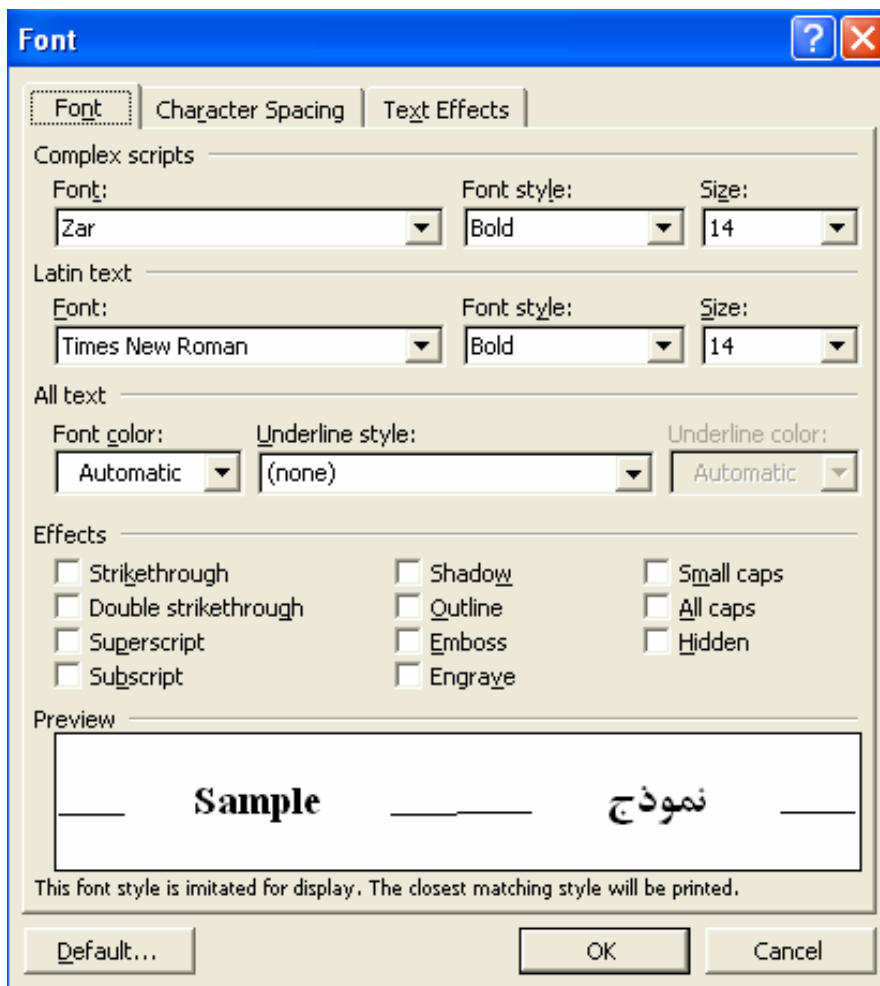 Font
Font Character Spacing Text Effects
Complex scripts
Font: Font style: Size:
Zar Bold 14
Latin text
Font: Font style: Size:
Times New Roman Bold 14
All text
Font color: Underline style: Underline color:
Automatic (none) Automatic
Effects
Strikethrough Shadow Small caps
Double strikethrough Outline All caps
Superscript Emboss Hidden
Subscript Engrave
Preview
Sample نموذج
This font style is imitated for display. The closest matching style will be printed.
Default... OK Cancel